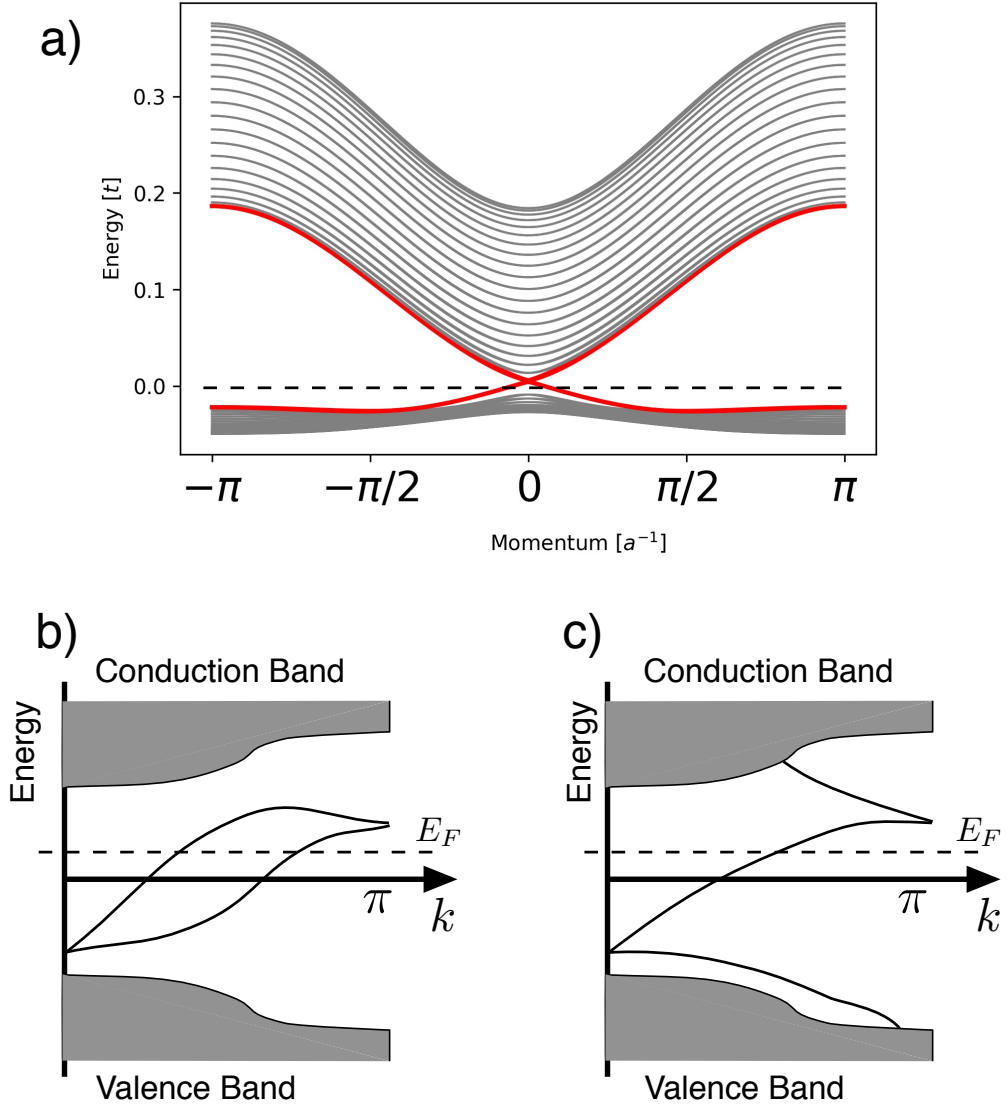 a)
0.3
0.2
0.1
0.0
Energy [t]
−π −π/2 0 π/2 π
Momentum [a⁻¹]
b)
Conduction Band
Energy
E_F
π
k
Valence Band
c)
Conduction Band
Energy
E_F
π
k
Valence Band